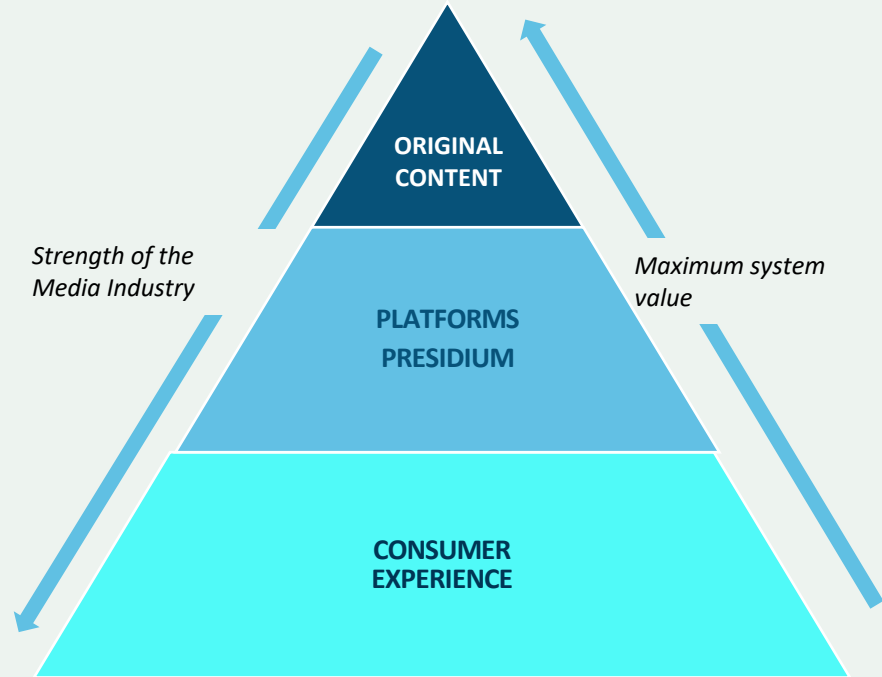 ORIGINAL
CONTENT
Strength of the
Media Industry
Maximum system
value
PLATFORMS
PRESIDIUM
CONSUMER
EXPERIENCE